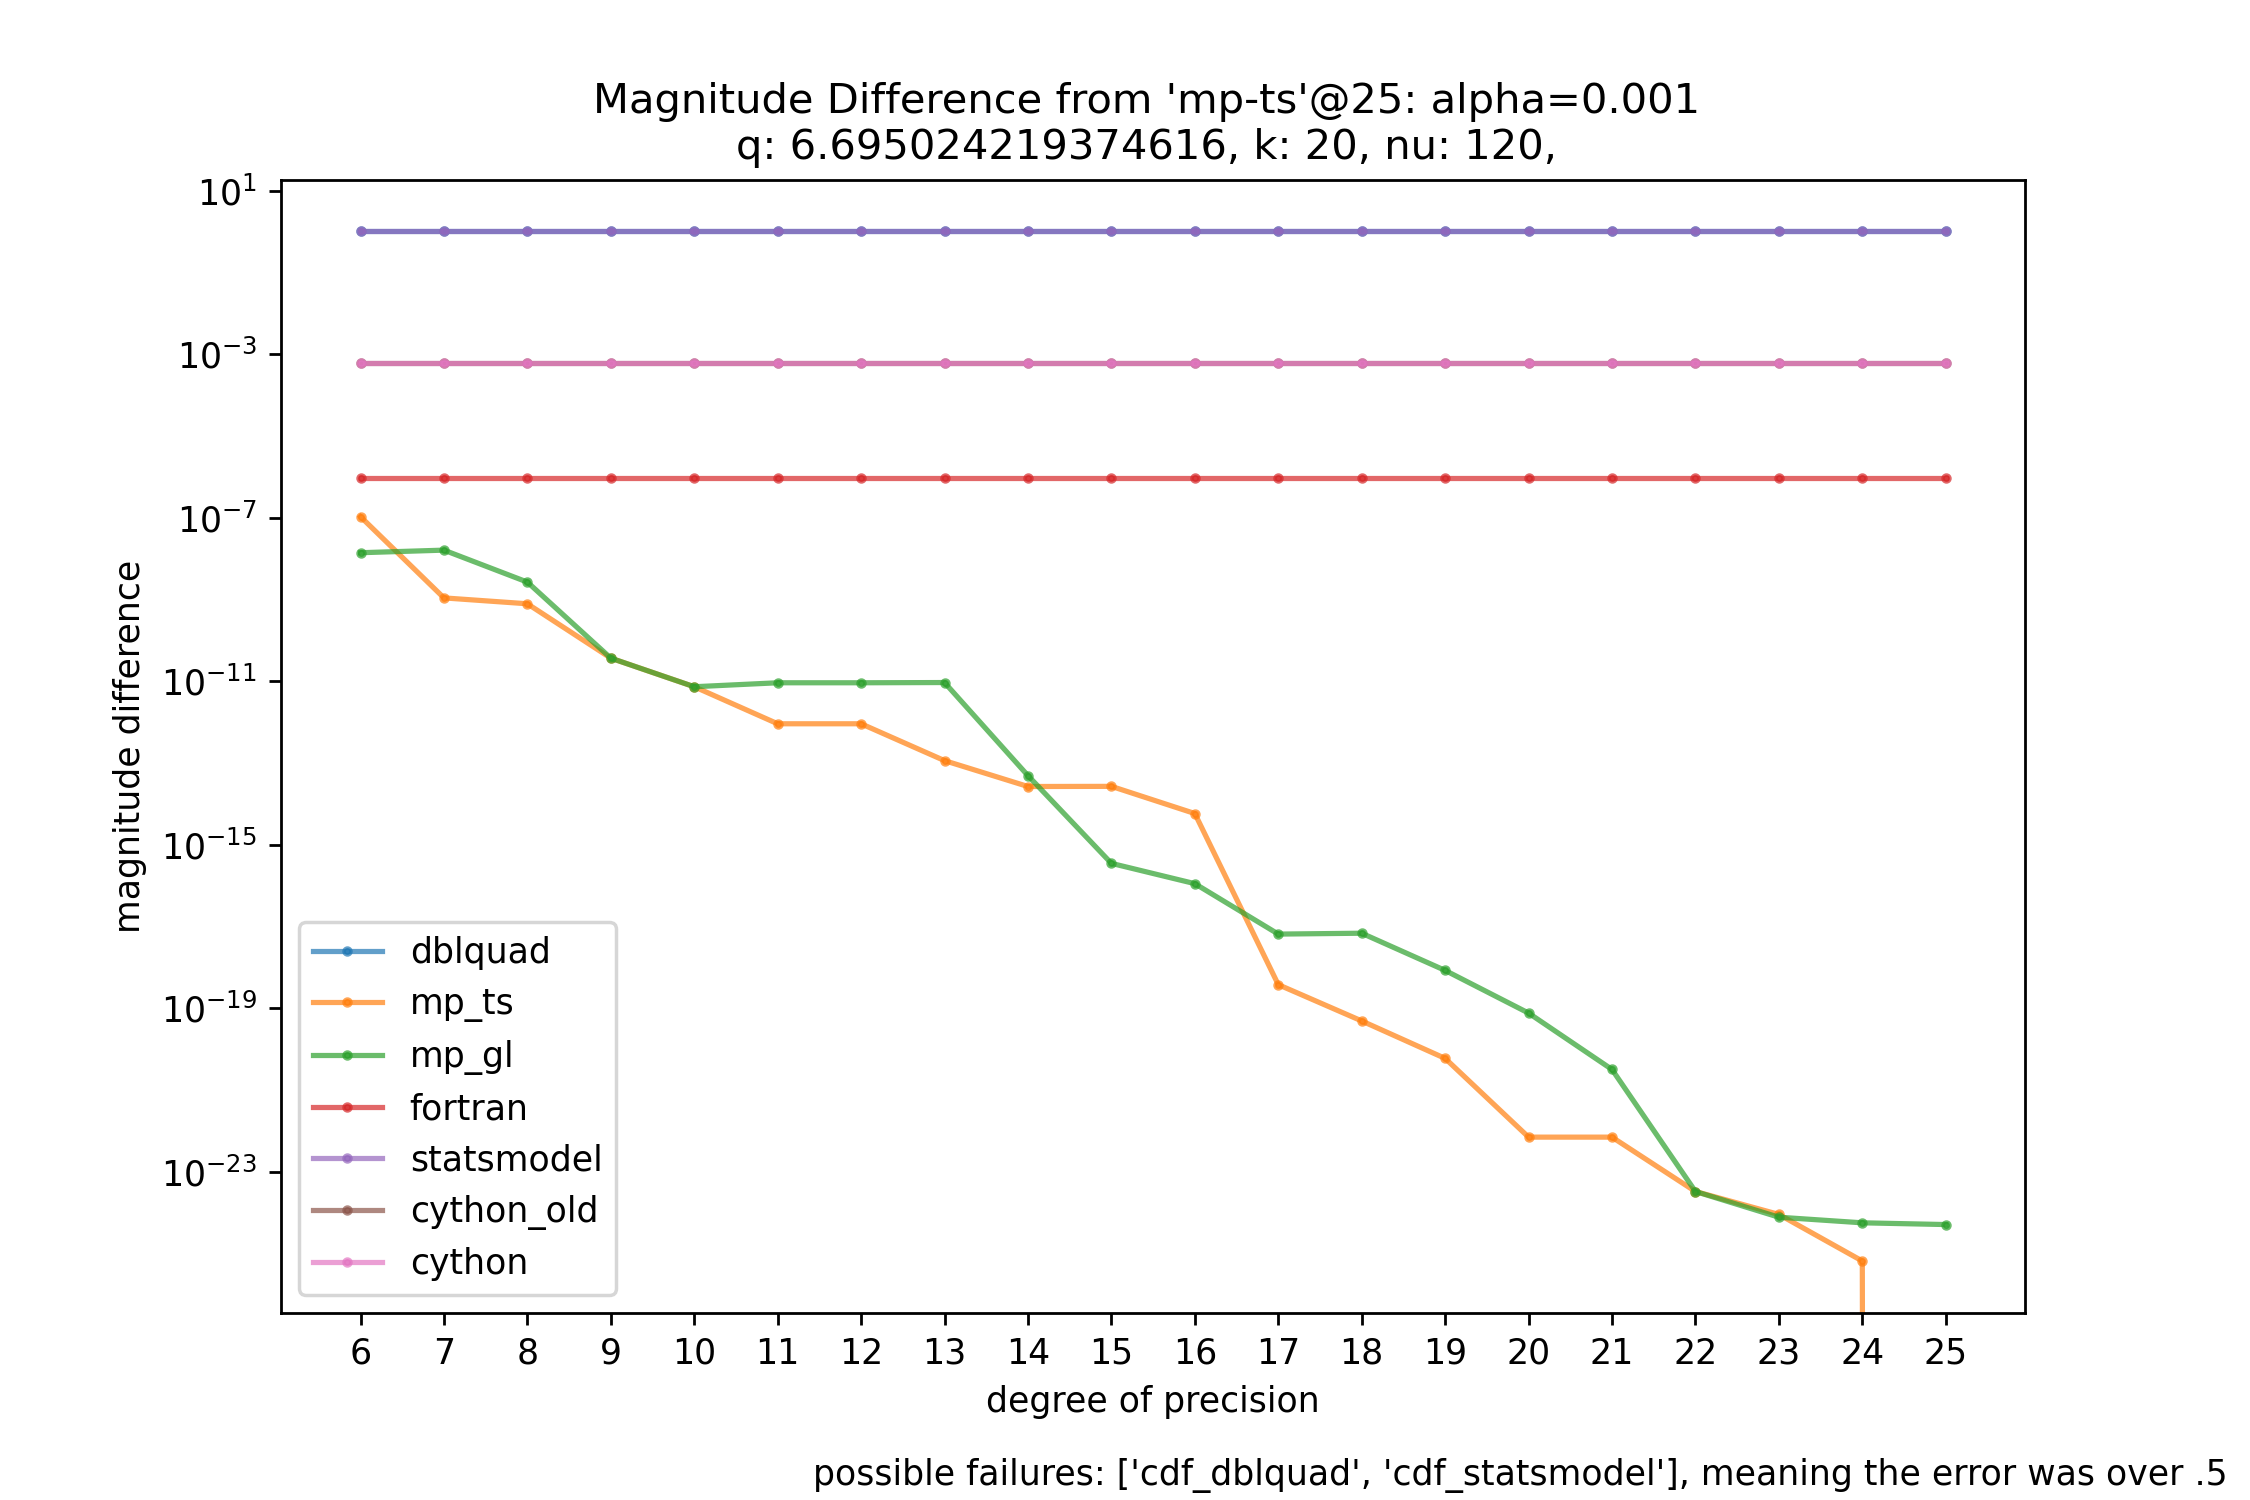 Magnitude Difference from 'mp-ts'@25: alpha=0.001
q: 6.695024219374616, k: 20, nu: 120,
10¹
10⁻³
10⁻⁷
10⁻¹¹
10⁻¹⁵
10⁻¹⁹
10⁻²³
magnitude difference
dblquad
mp_ts
mp_gl
fortran
statsmodel
cython_old
cython
6 7 8 9 10 11 12 13 14 15 16 17 18 19 20 21 22 23 24 25
degree of precision
possible failures: ['cdf_dblquad', 'cdf_statsmodel'], meaning the error was over .5